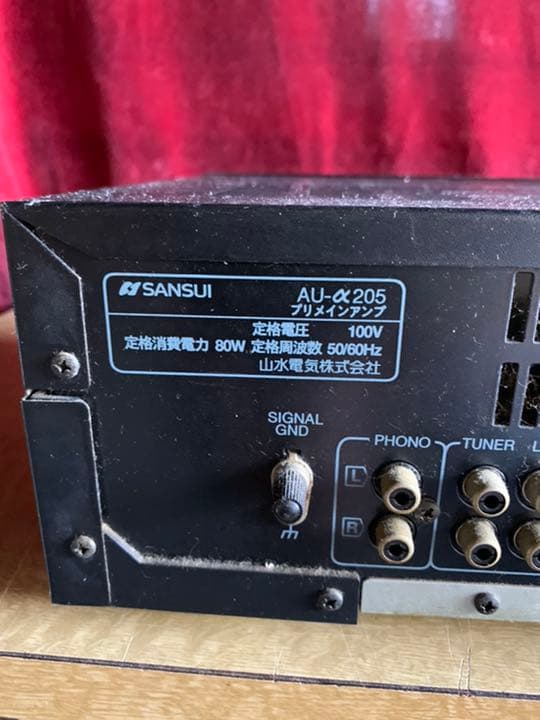 SANSUI AU-α205
プリメインアンプ
定格電圧 100V
定格消費電力 80W 定格周波数 50/60Hz
山水電気株式会社
SIGNAL
GND
PHONO TUNER L
L
R